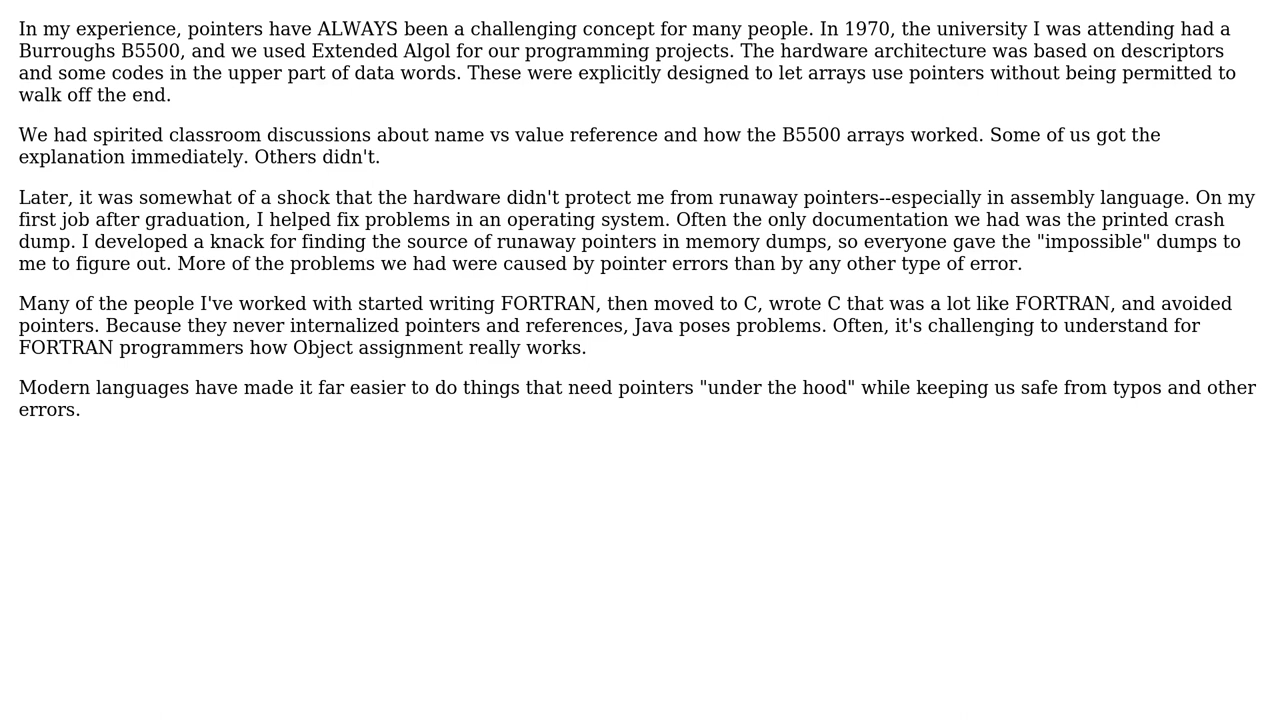 In my experience, pointers have ALWAYS been a challenging concept for many people. In 1970, the university I was attending had a
Burroughs B5500, and we used Extended Algol for our programming projects. The hardware architecture was based on descriptors
and some codes in the upper part of data words. These were explicitly designed to let arrays use pointers without being permitted to
walk off the end.
We had spirited classroom discussions about name vs value reference and how the B5500 arrays worked. Some of us got the
explanation immediately. Others didn't.
Later, it was somewhat of a shock that the hardware didn't protect me from runaway pointers--especially in assembly language. On my
first job after graduation, I helped fix problems in an operating system. Often the only documentation we had was the printed crash
dump. I developed a knack for finding the source of runaway pointers in memory dumps, so everyone gave the "impossible" dumps to
me to figure out. More of the problems we had were caused by pointer errors than by any other type of error.
Many of the people I've worked with started writing FORTRAN, then moved to C, wrote C that was a lot like FORTRAN, and avoided
pointers. Because they never internalized pointers and references, Java poses problems. Often, it's challenging to understand for
FORTRAN programmers how Object assignment really works.
Modern languages have made it far easier to do things that need pointers "under the hood" while keeping us safe from typos and other
errors.